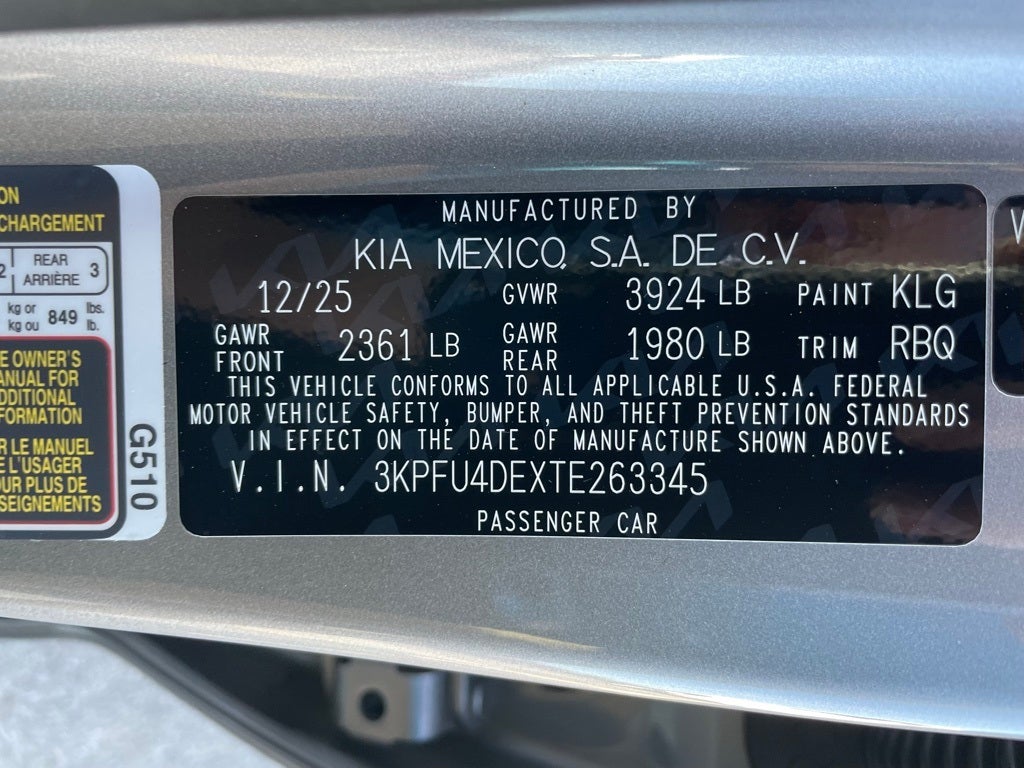 ON
CHARGEMENT
2 REAR ARRIÈRE 3
kg or kg ou 849 lbs. lb.
E OWNER'S
ANUAL FOR
DDITIONAL
FORMATION
R LE MANUEL
E L'USAGER
UR PLUS DE
SEIGNEMENTS
G510
MANUFACTURED BY
KIA MEXICO, S.A. DE C.V.
12/25 GVWR 3924 LB PAINT KLG
GAWR FRONT 2361 LB GAWR REAR 1980 LB TRIM RBQ
THIS VEHICLE CONFORMS TO ALL APPLICABLE U.S.A. FEDERAL
MOTOR VEHICLE SAFETY, BUMPER, AND THEFT PREVENTION STANDARDS
IN EFFECT ON THE DATE OF MANUFACTURE SHOWN ABOVE.
V.I.N. 3KPFU4DEXTE263345
PASSENGER CAR
V